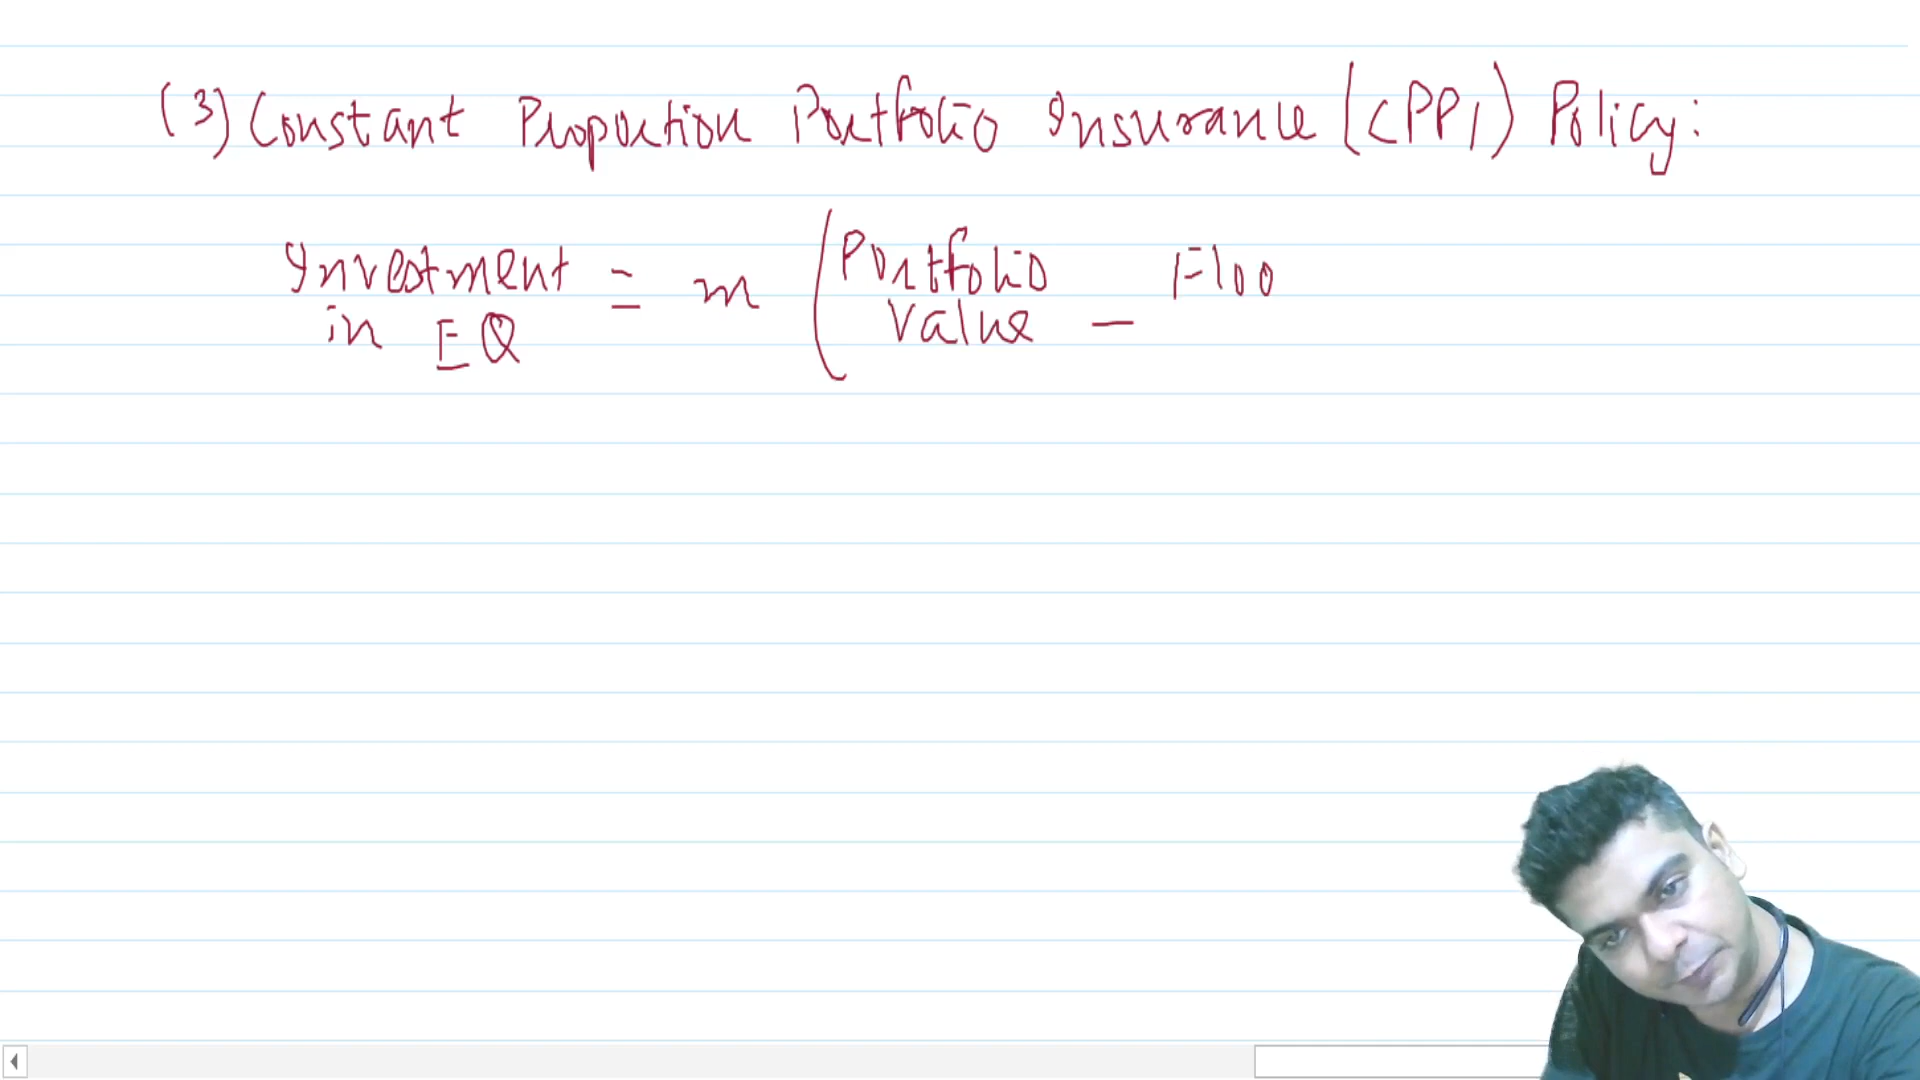 (3) Constant Proportion Portfolio Insurance (CPPI) Policy:
Investment in EQ = m (Portfolio Value - Floo